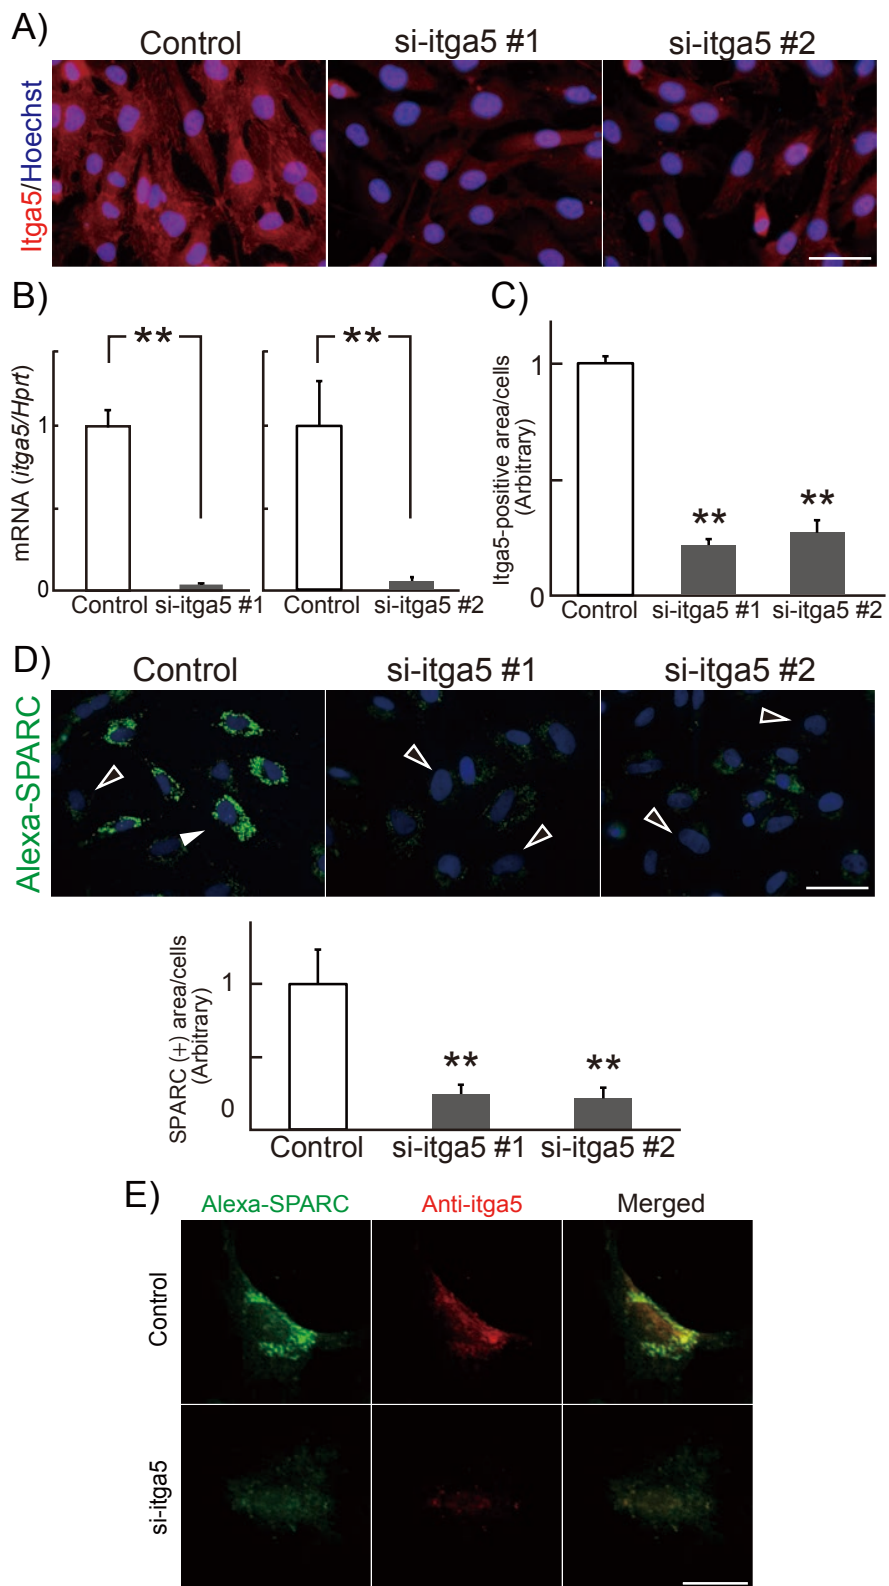 A)
Control
si-itga5 #1
si-itga5 #2
Itga5/Hoechst
B)
mRNA (itga5/Hprt)
1
0
**
**
Control
si-itga5 #1
Control
si-itga5 #2
C)
Itga5-positive area/cells
(Arbitrary)
1
0
**
**
Control
si-itga5 #1
si-itga5 #2
D)
Control
si-itga5 #1
si-itga5 #2
Alexa-SPARC
SPARC (+) area/cells
(Arbitrary)
1
0
**
**
Control
si-itga5 #1
si-itga5 #2
E)
Alexa-SPARC
Anti-itga5
Merged
Control
si-itga5